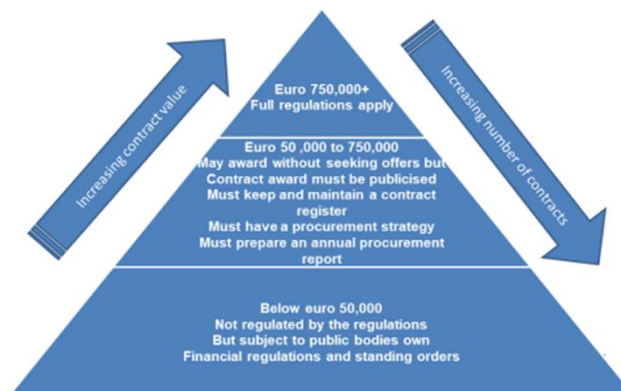 Increasing contract value
Increasing number of contracts
Euro 750,000+
Full regulations apply
Euro 50 ,000 to 750,000
May award without seeking offers but
Contract award must be publicised
Must keep and maintain a contract
register
Must have a procurement strategy
Must prepare an annual procurement
report
Below euro 50,000
Not regulated by the regulations
But subject to public bodies own
Financial regulations and standing orders